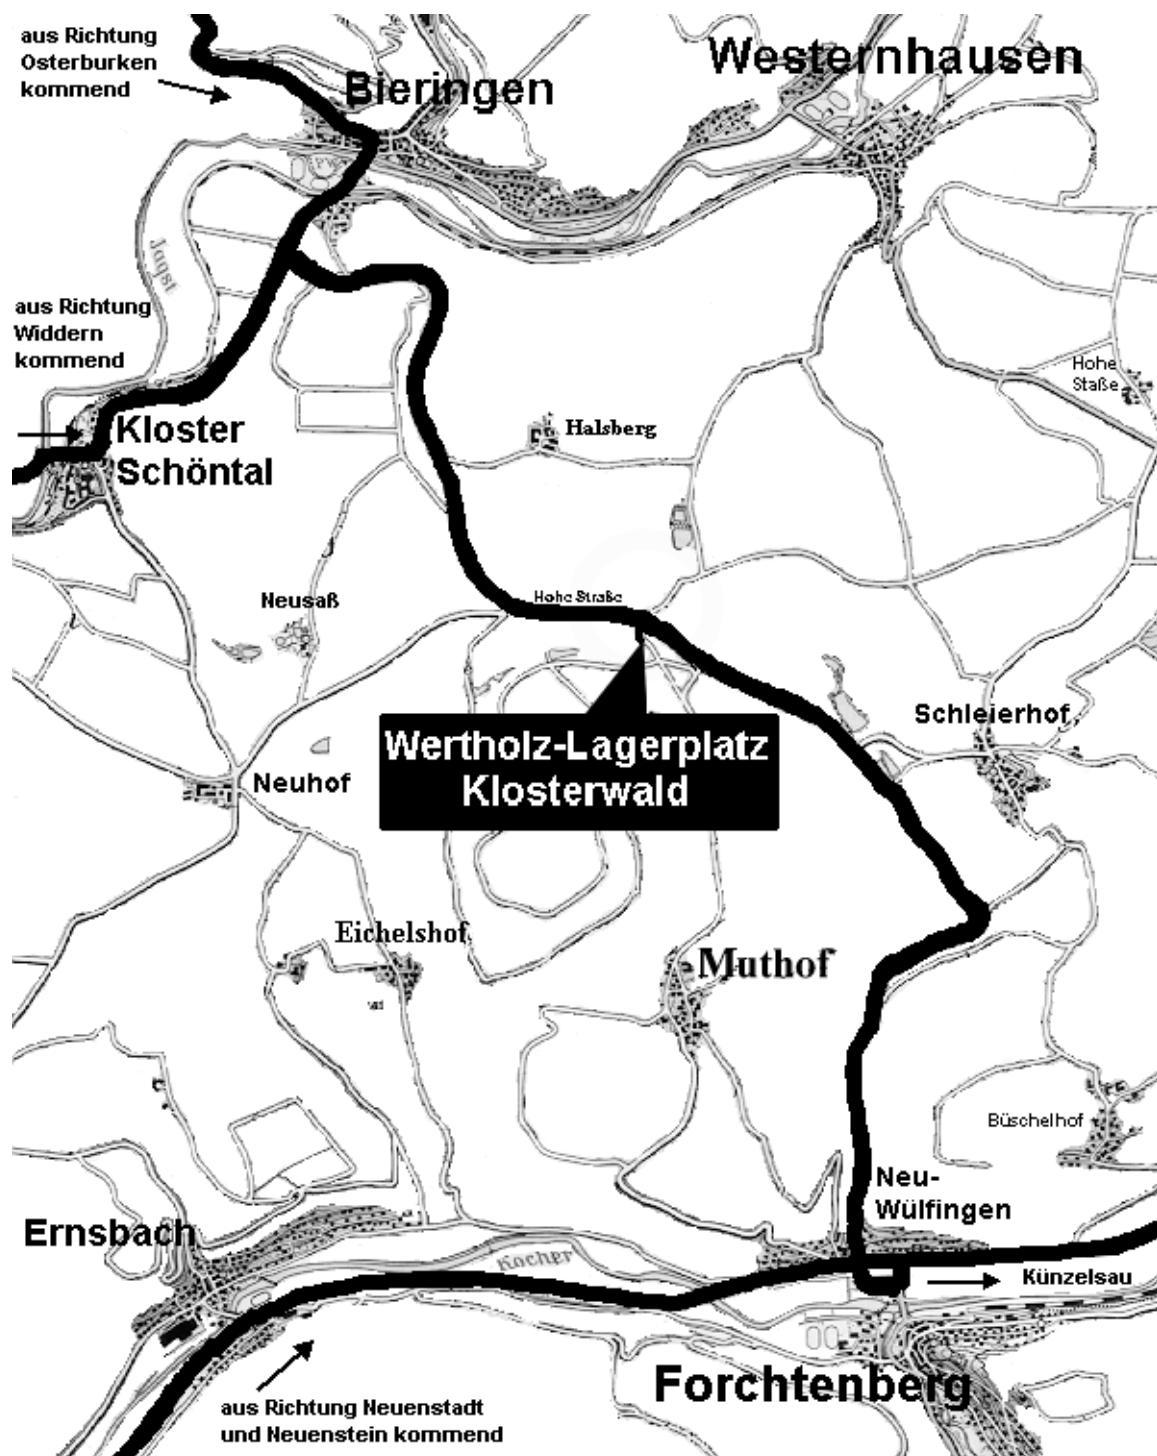 aus Richtung
Osterburken
kommend
Bieringen
Westernhausen
Jagst
aus Richtung
Widdern
kommend
Hohe
Staße
Kloster
Schöntal
Halsberg
Hohe Straße
Neusaß
Schleierhof
Wertholz-Lagerplatz
Klosterwald
Neuhof
Eichelshof
Muthof
Büschelhof
Neu-
Wülfingen
Ernsbach
Kocher
Künzelsau
Forchtenberg
aus Richtung Neuenstadt
und Neuenstein kommend